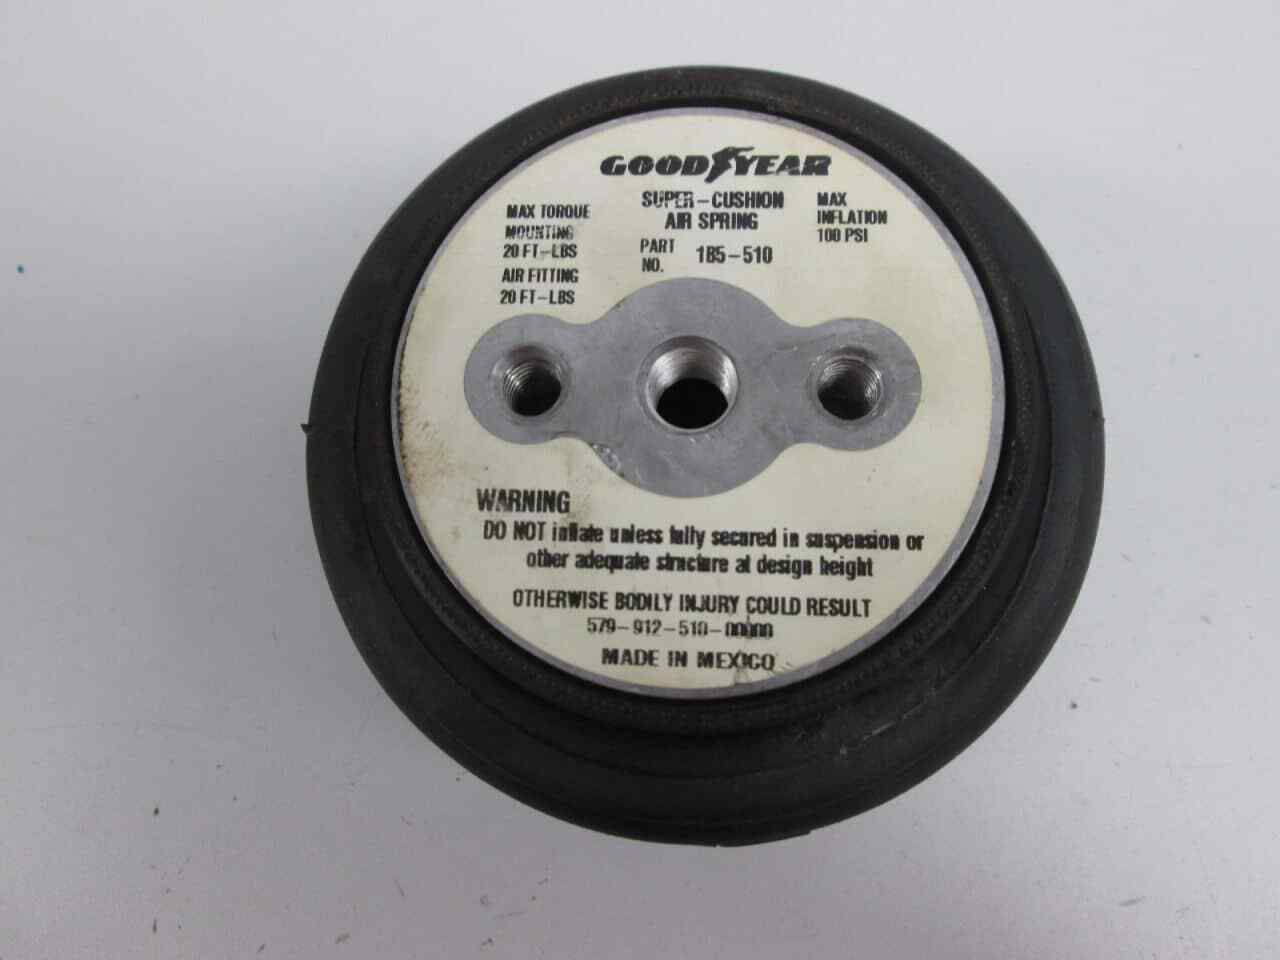 GOODYEAR
SUPER-CUSHION
AIR SPRING
PART NO. 1B5-510
MAX TORQUE
MOUNTING
20 FT-LBS
AIR FITTING
20 FT-LBS
MAX
INFLATION
100 PSI
WARNING
DO NOT inflate unless fully secured in suspension or
other adequate structure at design height
OTHERWISE BODILY INJURY COULD RESULT
579-912-510-00000
MADE IN MEXICO